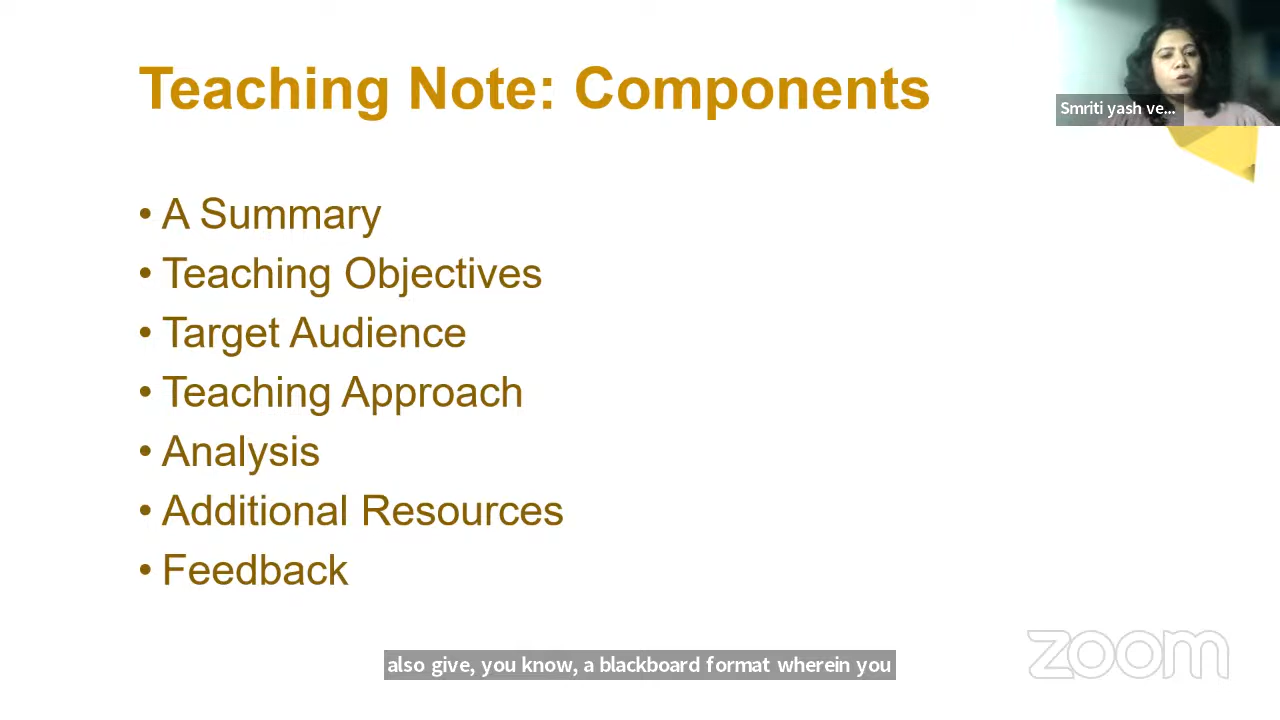 Teaching Note: Components
Smriti yash ve...
• A Summary
• Teaching Objectives
• Target Audience
• Teaching Approach
• Analysis
• Additional Resources
• Feedback
also give, you know, a blackboard format wherein you
zoom